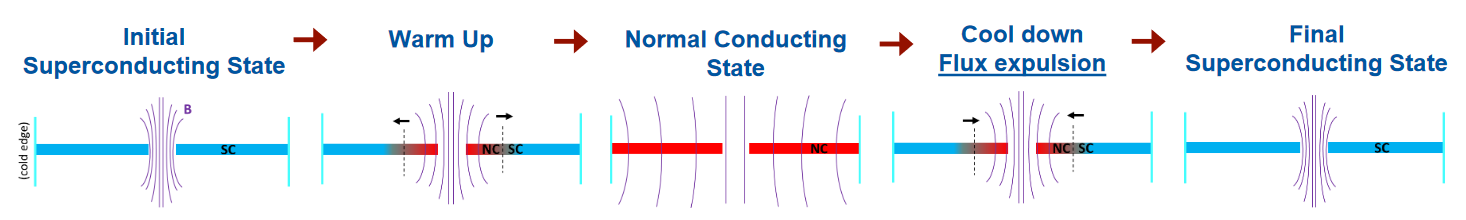 Initial
Superconducting State
Warm Up
Normal Conducting
State
Cool down
Flux expulsion
Final
Superconducting State
(cold edge)
B
SC
NC SC
NC
NC SC
SC